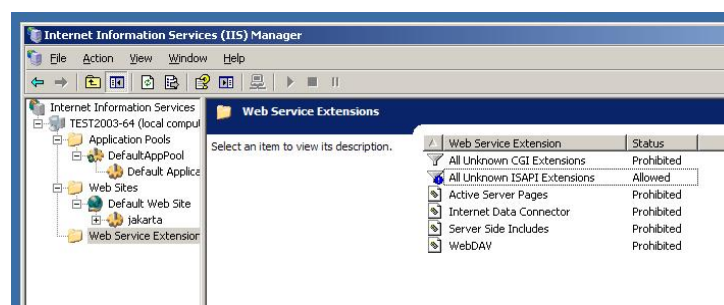 Internet Information Services (IIS) Manager
File Action View Window Help
Internet Information Services
TEST2003-64 (local comput
Application Pools
DefaultAppPool
Default Applica
Web Sites
Default Web Site
jakarta
Web Service Extension
Web Service Extensions
Select an item to view its description.
Web Service Extension Status
All Unknown CGI Extensions Prohibited
All Unknown ISAPI Extensions Allowed
Active Server Pages Prohibited
Internet Data Connector Prohibited
Server Side Includes Prohibited
WebDAV Prohibited